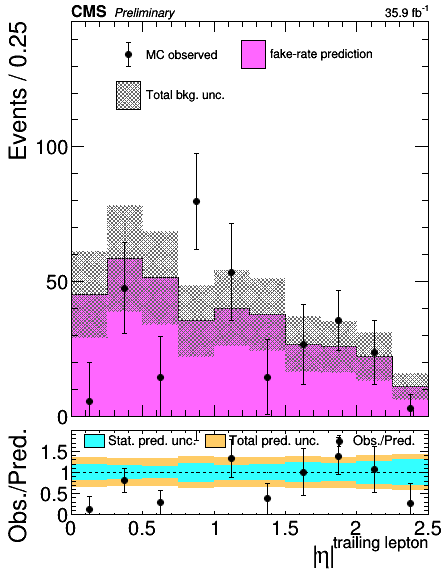 CMS Preliminary 35.9 fb⁻¹
MC observed
fake-rate prediction
Total bkg. unc.
Events / 0.25
100
50
0
Stat. pred. unc. Total pred. unc. Obs./Pred.
Obs./Pred.
1.5
1
0.5
0
0 0.5 1 1.5 2 2.5
|η|trailing lepton